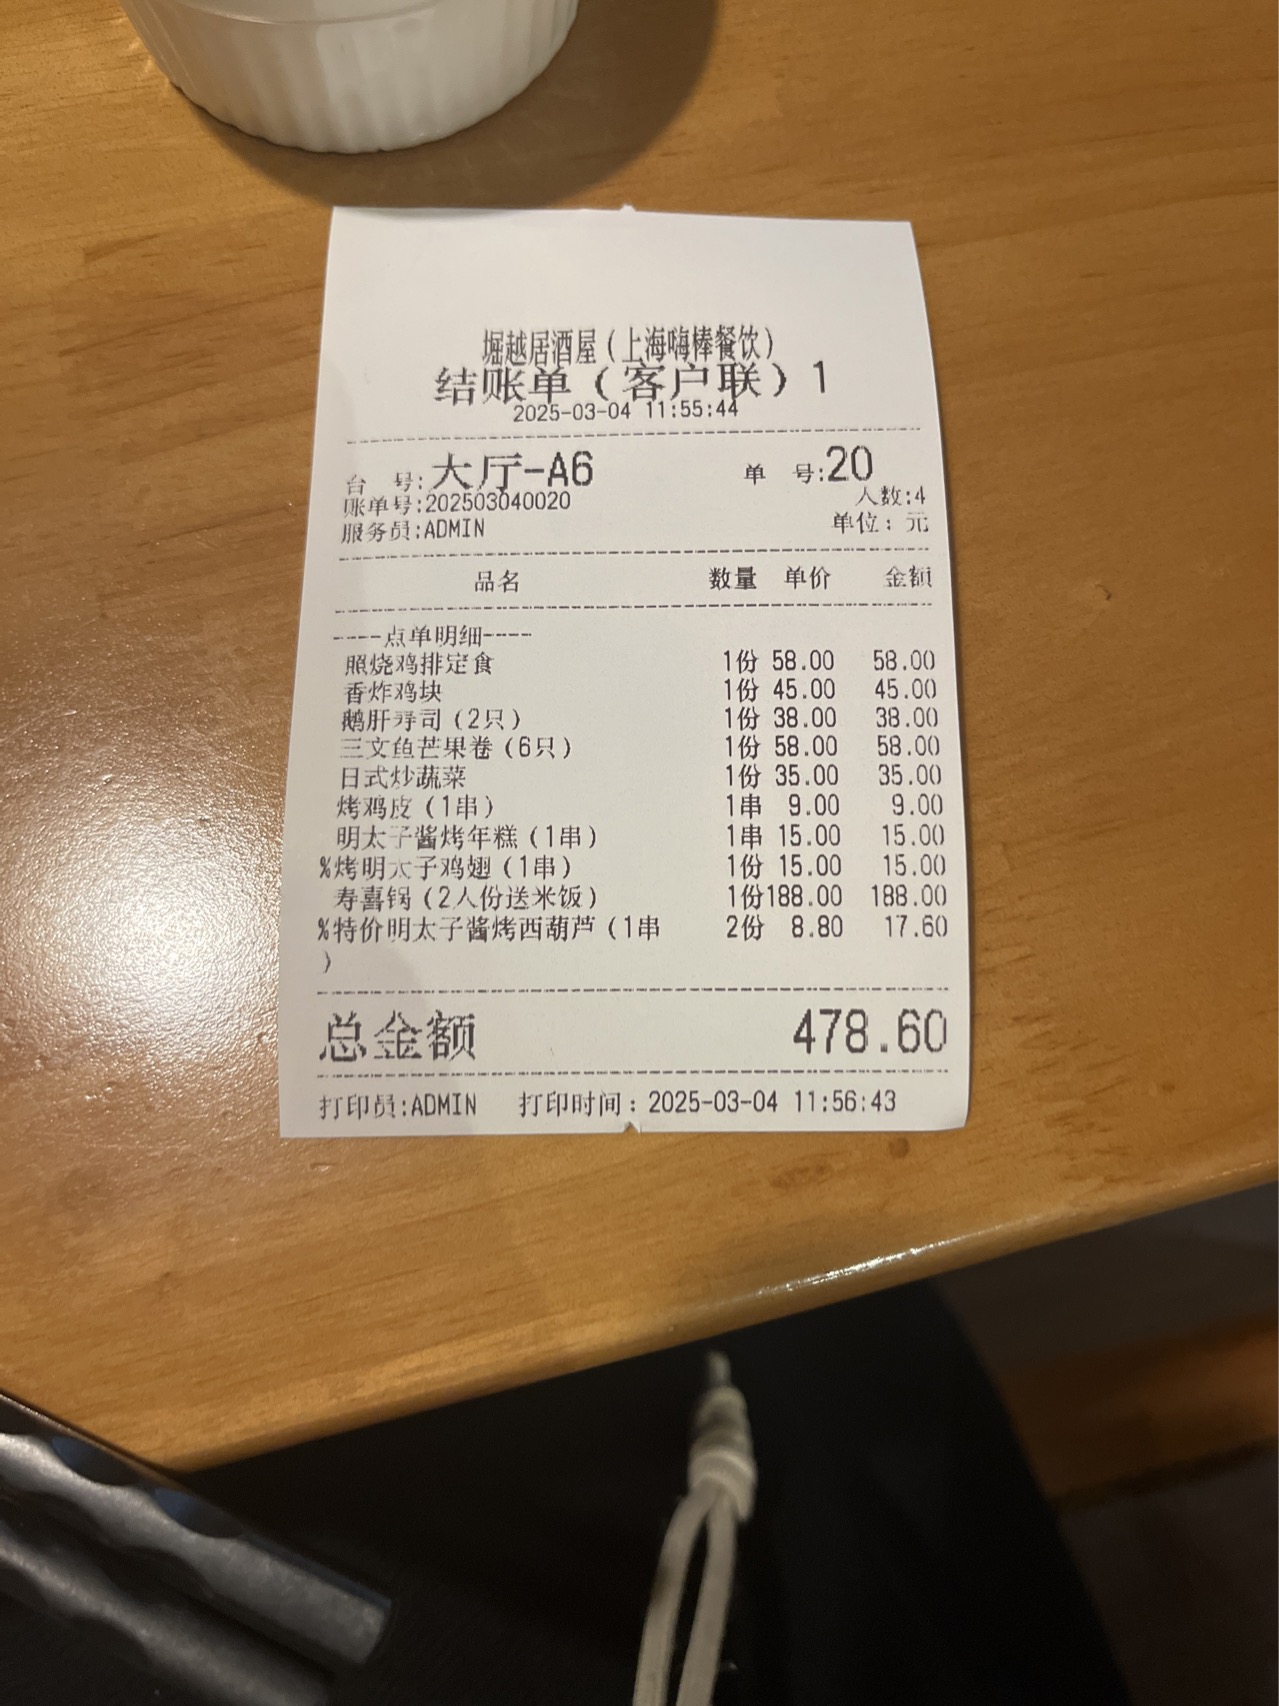 堀越居酒屋（上海嗨棒餐饮）
结账单（客户联）1
2025-03-04 11:55:44
台 号:大厅-A6 单 号:20
账单号:202503040020 人数:4
服务员:ADMIN 单位：元
品名 数量 单价 金额
----点单明细----
照烧鸡排定食 1份 58.00 58.00
香炸鸡块 1份 45.00 45.00
鹅肝寿司（2只） 1份 38.00 38.00
三文鱼芒果卷（6只） 1份 58.00 58.00
日式炒蔬菜 1份 35.00 35.00
烤鸡皮（1串） 1串 9.00 9.00
明太子酱烤年糕（1串） 1串 15.00 15.00
%烤明太子鸡翅（1串） 1份 15.00 15.00
寿喜锅（2人份送米饭） 1份188.00 188.00
%特价明太子酱烤西葫芦（1串 2份 8.80 17.60
）
总金额 478.60
打印员:ADMIN 打印时间：2025-03-04 11:56:43